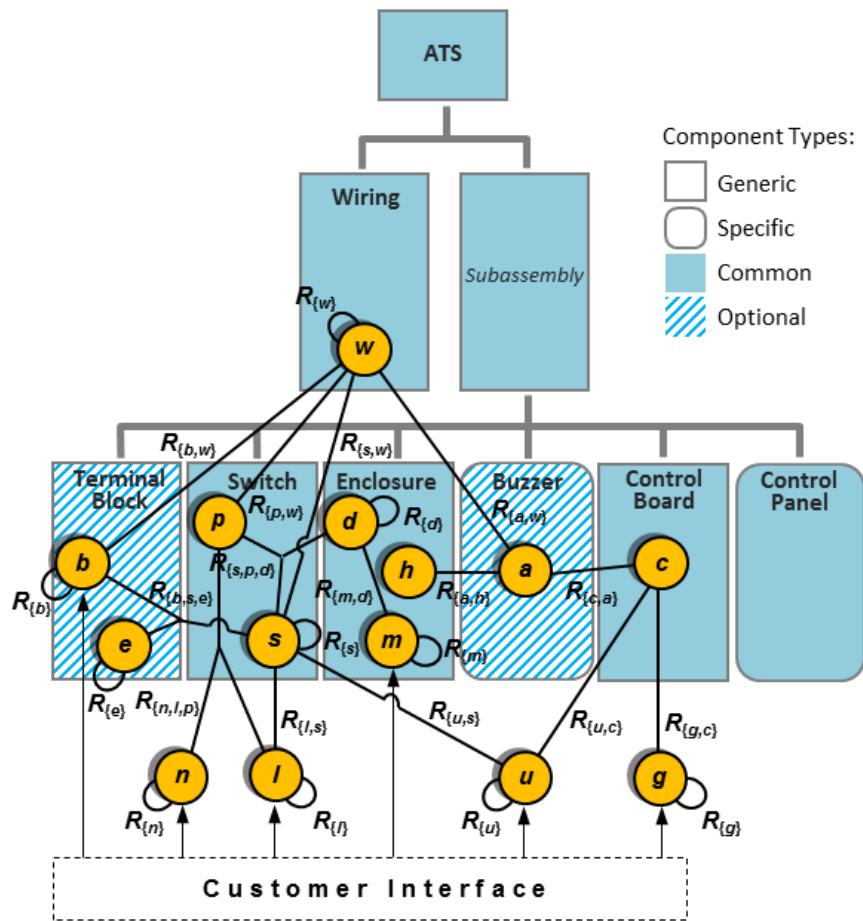 ATS
Component Types:
Generic
Specific
Common
Optional
Wiring
Subassembly
R{w}
w
R{b,w}
R{s,w}
Terminal
Block
Switch
Enclosure
Buzzer
Control
Board
Control
Panel
p
R{p,w}
d
R{d}
R{a,w}
b
R{s,p,d}
h
a
c
R{b}
R{b,s,e}
R{m,d}
R{a,h}
R{c,a}
e
s
R{s}
m
R{m}
R{e}
R{n,l,p}
R{l,s}
R{u,s}
R{u,c}
R{g,c}
n
l
u
g
R{n}
R{l}
R{u}
R{g}
Customer Interface